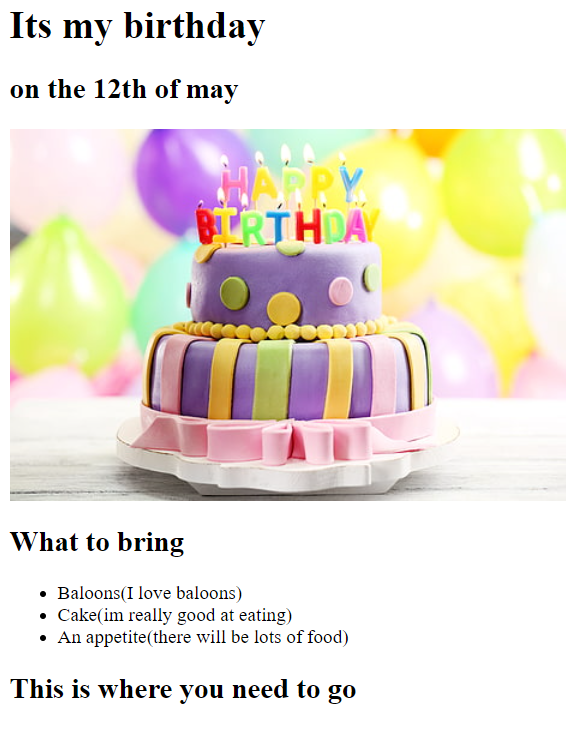 Its my birthday
on the 12th of may
HAPPY
BIRTHDAY
What to bring
Baloons(I love baloons)
Cake(im really good at eating)
An appetite(there will be lots of food)
This is where you need to go